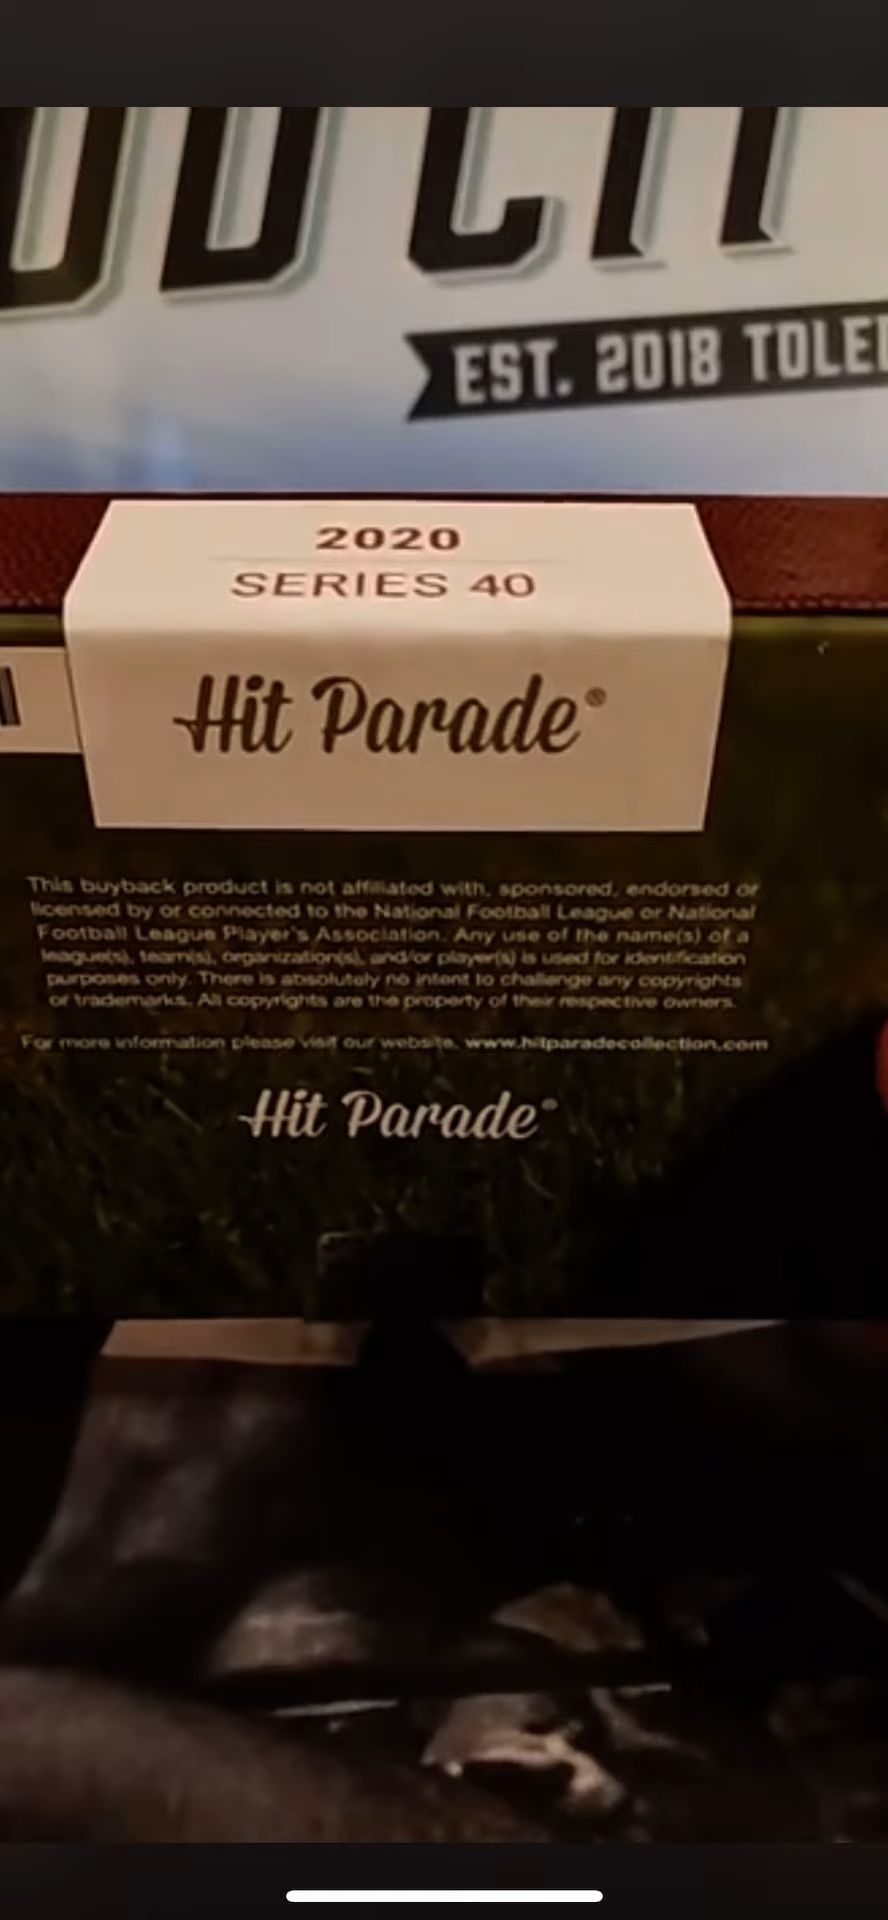 EST. 2018
2020
SERIES 40
Hit Parade®
This buyback product is not affiliated with, sponsored, endorsed or
licensed by or connected to the National Football League or National
Football League Player's Association. Any use of the name(s) of a
league(s), team(s), organization(s), and/or player(s) is used for identification
purposes only. There is absolutely no intent to challenge any copyrights
or trademarks. All copyrights are the property of their respective owners.
For more information please visit our website. www.hitparadecollection.com
Hit Parade®